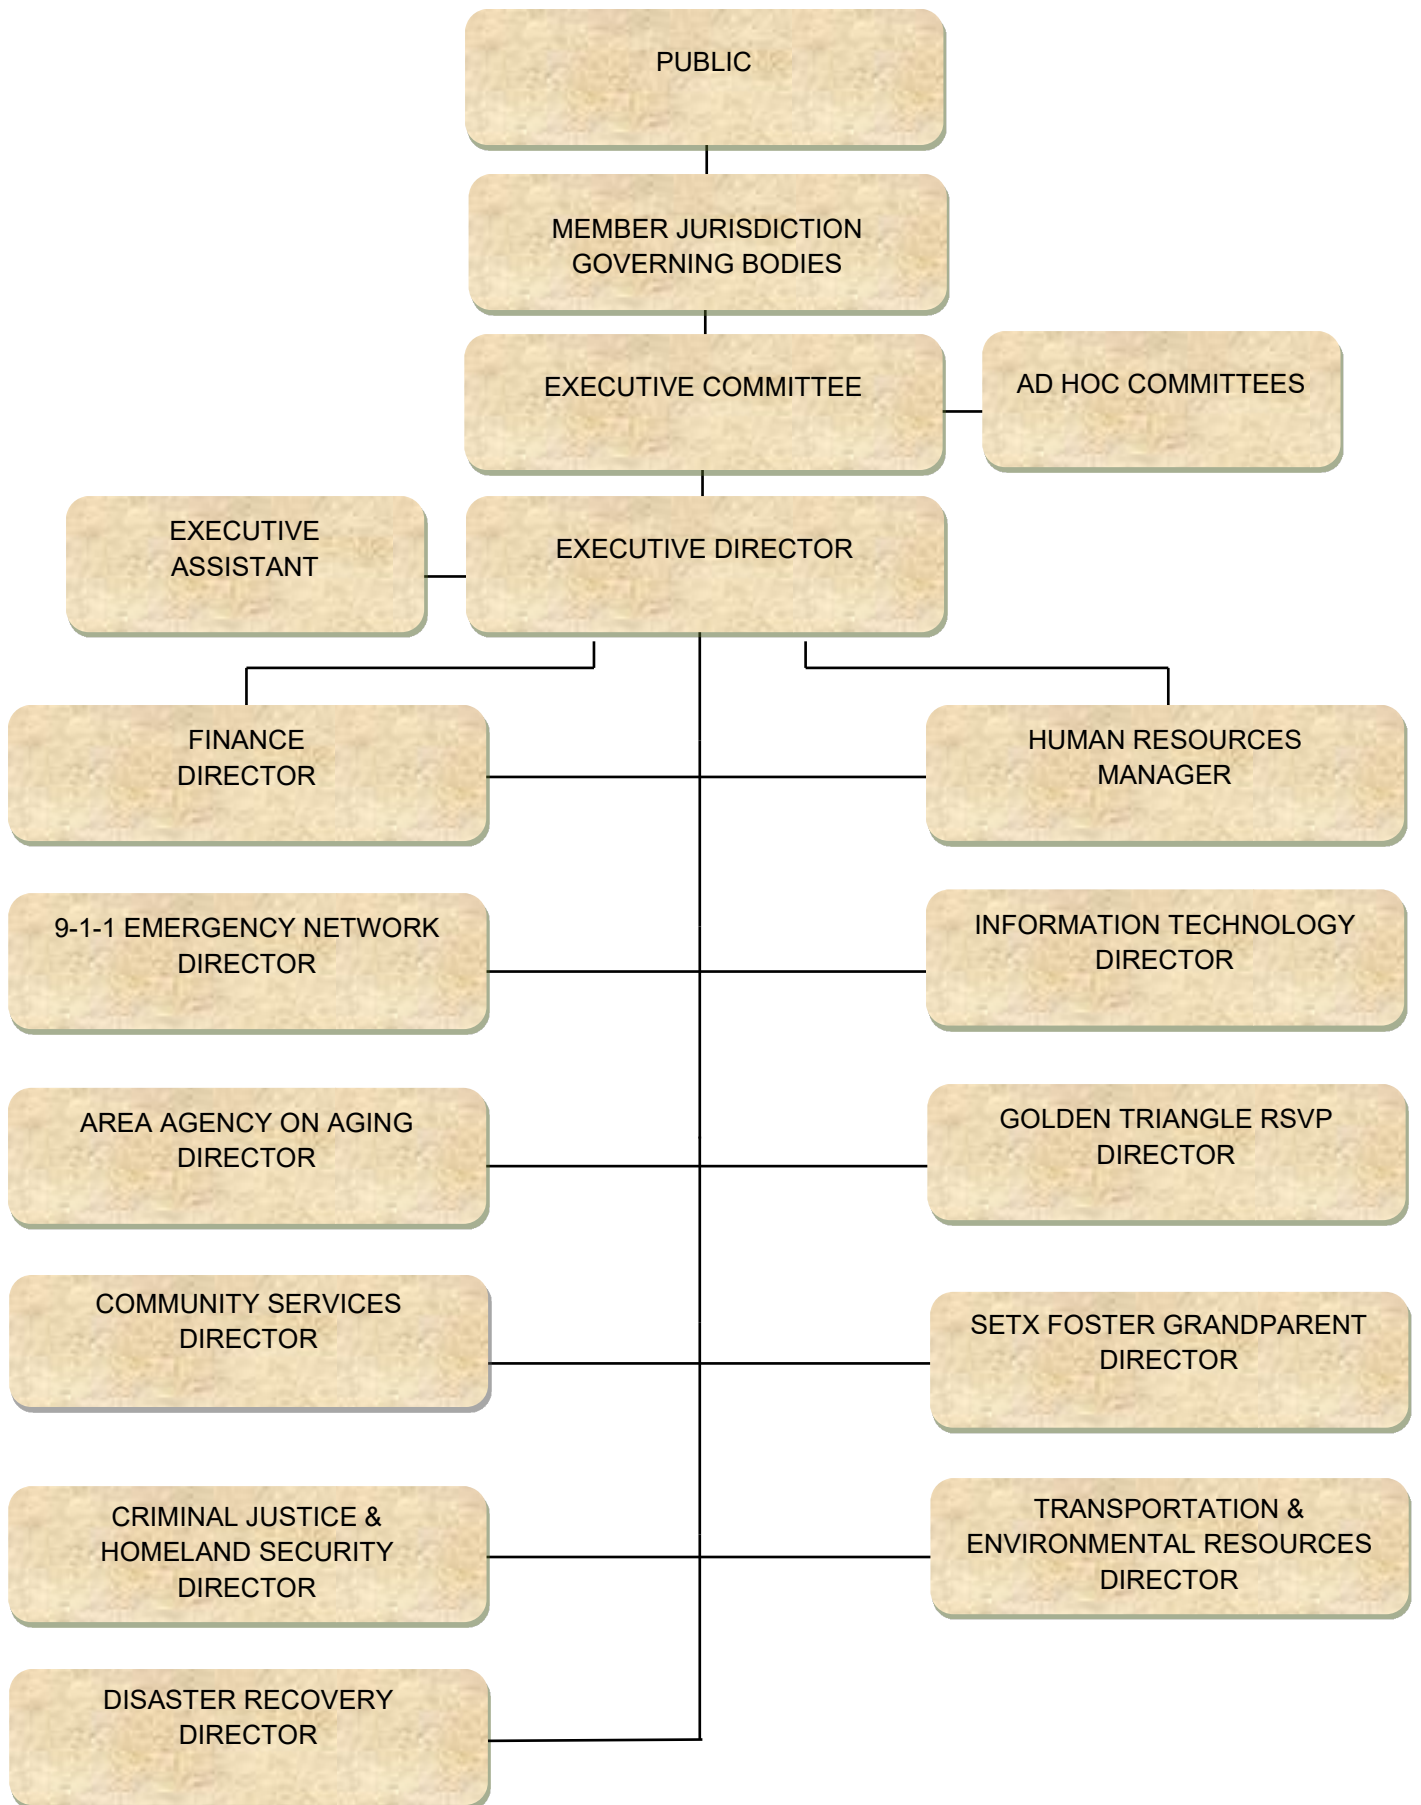 PUBLIC
MEMBER JURISDICTION
GOVERNING BODIES
EXECUTIVE COMMITTEE
AD HOC COMMITTEES
EXECUTIVE
ASSISTANT
EXECUTIVE DIRECTOR
FINANCE
DIRECTOR
HUMAN RESOURCES
MANAGER
9-1-1 EMERGENCY NETWORK
DIRECTOR
INFORMATION TECHNOLOGY
DIRECTOR
AREA AGENCY ON AGING
DIRECTOR
GOLDEN TRIANGLE RSVP
DIRECTOR
COMMUNITY SERVICES
DIRECTOR
SETX FOSTER GRANDPARENT
DIRECTOR
CRIMINAL JUSTICE &
HOMELAND SECURITY
DIRECTOR
TRANSPORTATION &
ENVIRONMENTAL RESOURCES
DIRECTOR
DISASTER RECOVERY
DIRECTOR